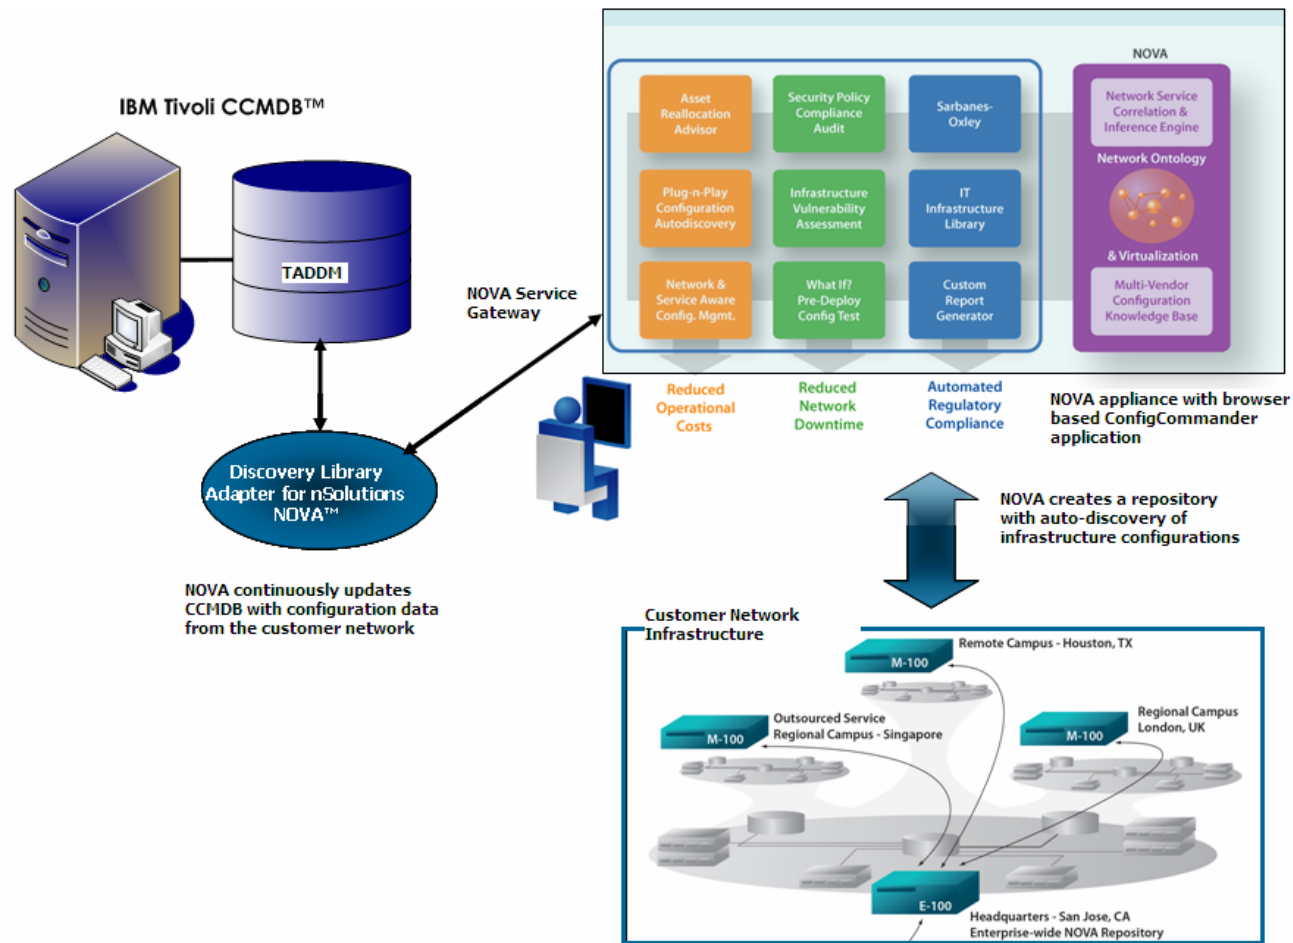 IBM Tivoli CCMDB™
TADDM
NOVA Service
Gateway
Discovery Library
Adapter for nSolutions
NOVA™
NOVA continuously updates
CCMDB with configuration data
from the customer network
Asset
Reallocation
Advisor
Security Policy
Compliance
Audit
Sarbanes-
Oxley
Plug-n-Play
Configuration
Autodiscovery
Infrastructure
Vulnerability
Assessment
IT
Infrastructure
Library
Network &
Service Aware
Config. Mgmt.
What If?
Pre-Deploy
Config Test
Custom
Report
Generator
NOVA
Network Service
Correlation &
Inference Engine
Network Ontology
& Virtualization
Multi-Vendor
Configuration
Knowledge Base
Reduced
Operational
Costs
Reduced
Network
Downtime
Automated
Regulatory
Compliance
NOVA appliance with browser
based ConfigCommander
application
NOVA creates a repository
with auto-discovery of
infrastructure configurations
Customer Network
Infrastructure
M-100
Remote Campus - Houston, TX
M-100
Outsourced Service
Regional Campus - Singapore
M-100
Regional Campus
London, UK
E-100
Headquarters - San Jose, CA
Enterprise-wide NOVA Repository